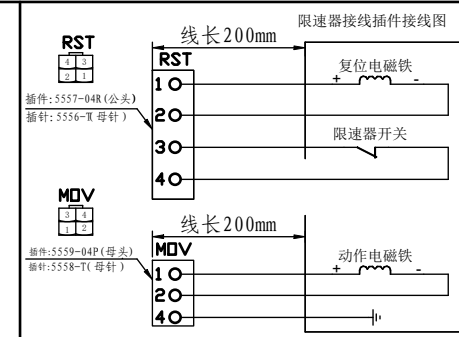 限速器接线插件接线图
线长200mm
RST
4 3
2 1
插件:5557-04R(公头)
插针:5556-T(母针)
RST
1
2
3
4
复位电磁铁
+ -
限速器开关
MOV
3 4
1 2
插件:5559-04P(母头)
插针:5558-T(母针)
线长200mm
MOV
1
2
4
动作电磁铁
+ -